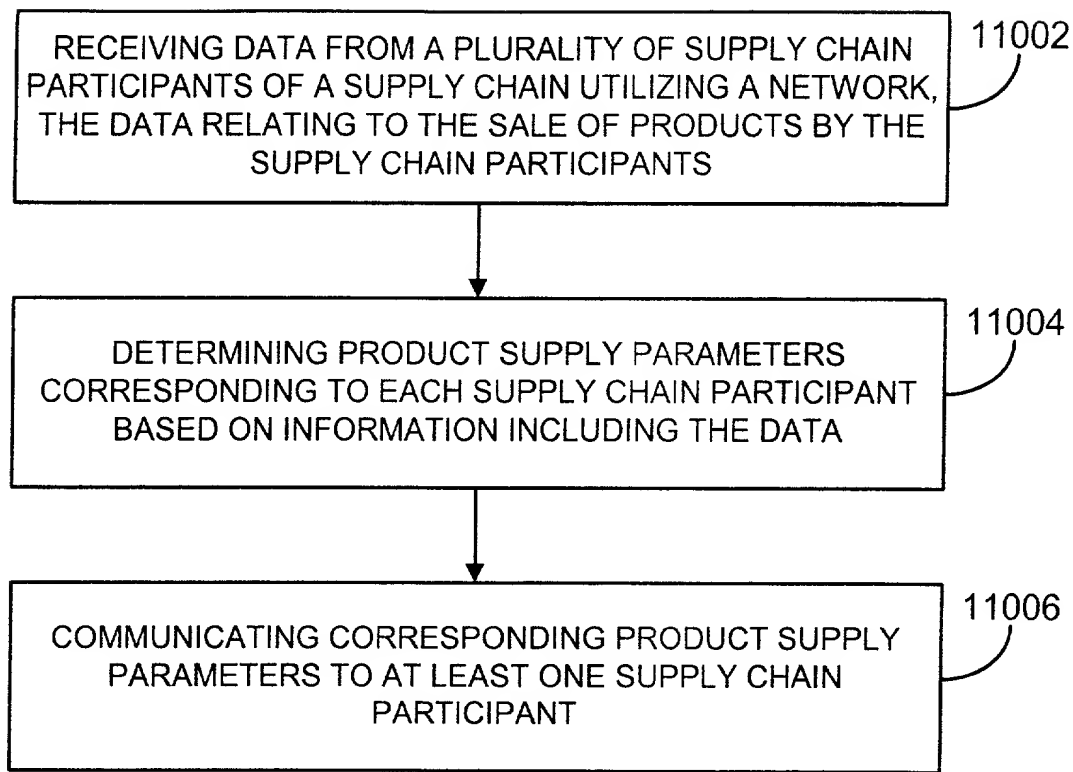 RECEIVING DATA FROM A PLURALITY OF SUPPLY CHAIN
PARTICIPANTS OF A SUPPLY CHAIN UTILIZING A NETWORK,
THE DATA RELATING TO THE SALE OF PRODUCTS BY THE
SUPPLY CHAIN PARTICIPANTS
11002
DETERMINING PRODUCT SUPPLY PARAMETERS
CORRESPONDING TO EACH SUPPLY CHAIN PARTICIPANT
BASED ON INFORMATION INCLUDING THE DATA
11004
COMMUNICATING CORRESPONDING PRODUCT SUPPLY
PARAMETERS TO AT LEAST ONE SUPPLY CHAIN
PARTICIPANT
11006